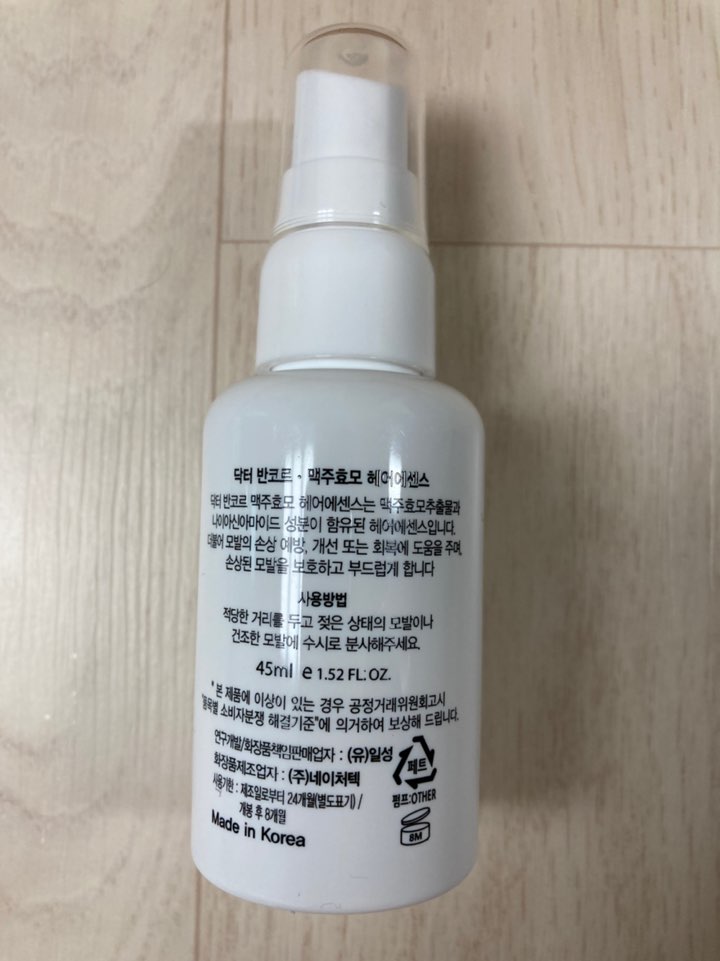 닥터 반코르 · 맥주효모 헤어에센스
닥터 반코르 맥주효모 헤어에센스는 맥주효모추출물과
나이아신아마이드 성분이 함유된 헤어에센스입니다.
더불어 모발의 손상 예방, 개선 또는 회복에 도움을 주며,
손상된 모발을 보호하고 부드럽게 합니다
사용방법
적당한 거리를 두고 젖은 상태의 모발이나
건조한 모발에 수시로 분사해주세요.
45ml e 1.52 FL. OZ.
* 본 제품에 이상이 있는 경우 공정거래위원회고시
"품목별 소비자분쟁 해결기준"에 의거하여 보상해 드립니다.
연구개발/화장품책임판매업자 : (유)일성
화장품제조업자 : (주)네이처텍
사용기한 : 제조일로부터 24개월(별도표기) /
개봉 후 8개월
Made in Korea
페트
펌프:OTHER
8M